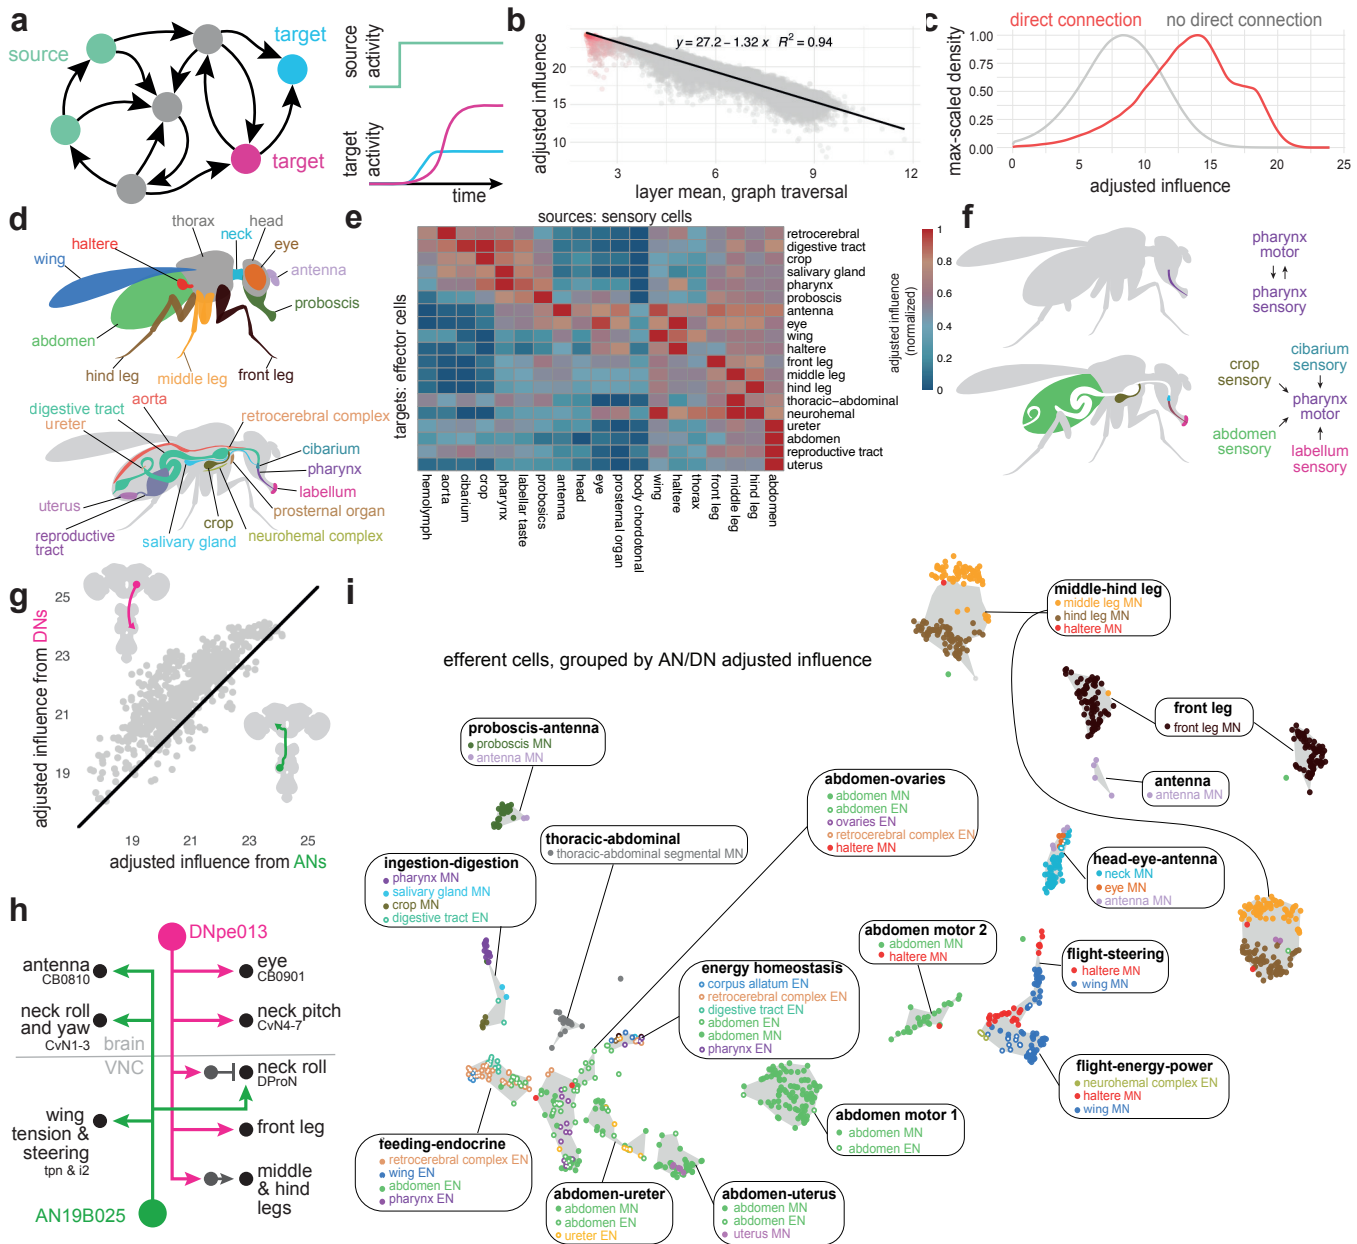 a
source
target
target
source
activity
target
activity
time
b
y = 27.2 − 1.32 x   R² = 0.94
adjusted influence
20
15
10
3
6
9
12
layer mean, graph traversal
c
direct connection
no direct connection
max-scaled density
1.00
0.75
0.50
0.25
0.00
0
5
10
15
20
25
adjusted influence
d
thorax
head
neck
eye
haltere
wing
antenna
proboscis
abdomen
hind leg
middle leg
front leg
aorta
digestive tract
ureter
retrocerebral complex
cibarium
pharynx
labellum
prosternal organ
uterus
crop
reproductive
tract
salivary gland
neurohemal complex
e
sources: sensory cells
targets: effector cells
retrocerebral
digestive tract
crop
salivary gland
pharynx
proboscis
antenna
eye
wing
haltere
front leg
middle leg
hind leg
thoracic−abdominal
neurohemal
ureter
abdomen
reproductive tract
uterus
hemolymph
aorta
cibarium
crop
pharynx
labellar taste
probosics
antenna
head
eye
prosternal organ
body chordotonal
wing
haltere
thorax
front leg
middle leg
hind leg
abdomen
adjusted influence
(normalized)
1
0.8
0.6
0.4
0.2
0
f
pharynx
motor
pharynx
sensory
cibarium
sensory
crop
sensory
pharynx
motor
abdomen
sensory
labellum
sensory
g
adjusted influence from DNs
25
23
21
19
19
21
23
25
adjusted influence from ANs
h
DNpe013
antenna
CB0810
eye
CB0901
neck roll
and yaw
CvN1-3
neck pitch
CvN4-7
brain
VNC
neck roll
DProN
wing
tension &
steering
tpn & i2
front leg
middle
& hind
legs
AN19B025
i
efferent cells, grouped by AN/DN adjusted influence
middle-hind leg
middle leg MN
hind leg MN
haltere MN
front leg
front leg MN
antenna
antenna MN
proboscis-antenna
proboscis MN
antenna MN
abdomen-ovaries
abdomen MN
abdomen EN
ovaries EN
retrocerebral complex EN
haltere MN
thoracic-abdominal
thoracic-abdominal segmental MN
ingestion-digestion
pharynx MN
salivary gland MN
crop MN
digestive tract EN
head-eye-antenna
neck MN
eye MN
antenna MN
abdomen motor 2
abdomen MN
haltere MN
flight-steering
haltere MN
wing MN
energy homeostasis
corpus allatum EN
retrocerebral complex EN
digestive tract EN
abdomen EN
abdomen MN
pharynx EN
flight-energy-power
neurohemal complex EN
haltere MN
wing MN
abdomen motor 1
abdomen MN
abdomen EN
feeding-endocrine
retrocerebral complex EN
wing EN
abdomen EN
pharynx EN
abdomen-ureter
abdomen MN
abdomen EN
ureter EN
abdomen-uterus
abdomen MN
abdomen EN
uterus MN